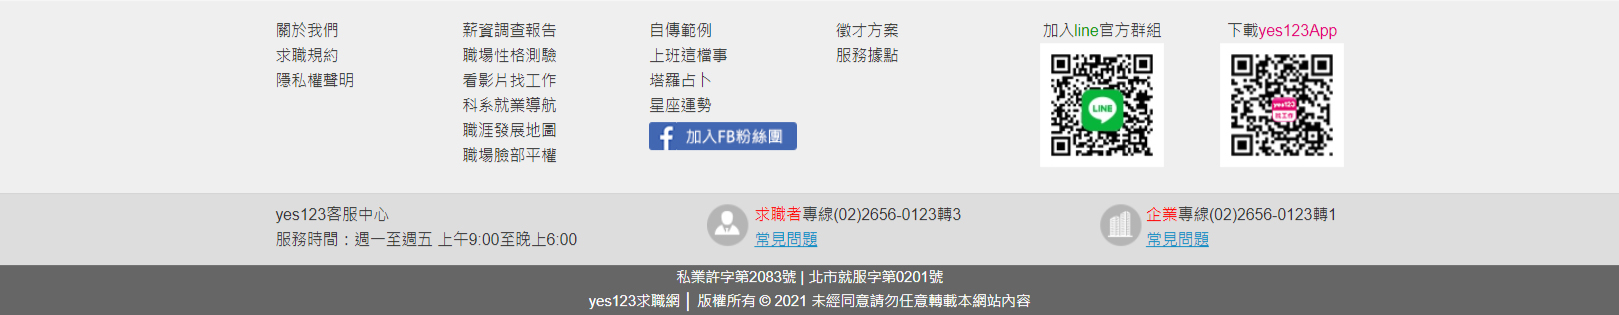 關於我們
求職規約
隱私權聲明
薪資調查報告
職場性格測驗
看影片找工作
科系就業導航
職涯發展地圖
職場臉部平權
自傳範例
上班這檔事
塔羅占卜
星座運勢
f 加入FB粉絲團
徵才方案
服務據點
加入line官方群組
LINE
下載yes123App
yes123
找工作
yes123客服中心
服務時間：週一至週五 上午9:00至晚上6:00
求職者專線(02)2656-0123轉3
常見問題
企業專線(02)2656-0123轉1
常見問題
私業許字第2083號 | 北市就服字第0201號
yes123求職網 │ 版權所有 © 2021 未經同意請勿任意轉載本網站內容